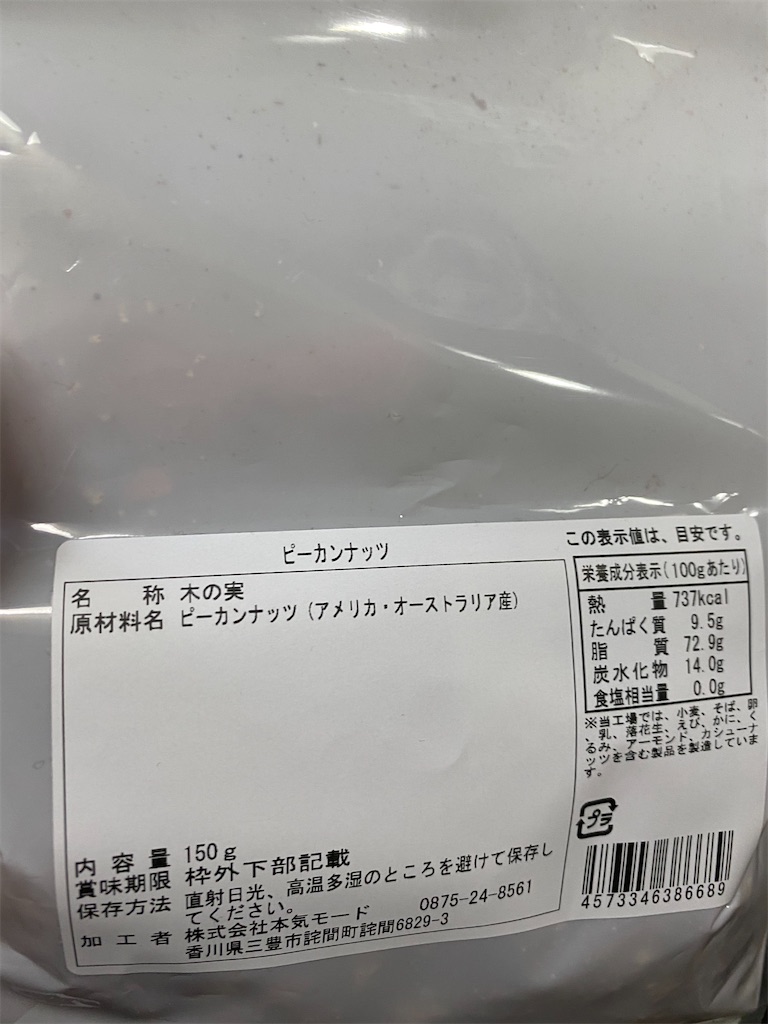 ピーカンナッツ
名称 木の実
原材料名 ピーカンナッツ（アメリカ・オーストラリア産）
内容量 150g
賞味期限 枠外下部記載
保存方法 直射日光、高温多湿のところを避けて保存し
てください。
加工者 株式会社本気モード 0875-24-8561
香川県三豊市詫間町詫間6829-3
この表示値は、目安です。
栄養成分表示（100gあたり）
熱量 737kcal
たんぱく質 9.5g
脂質 72.9g
炭水化物 14.0g
食塩相当量 0.0g
※当工場では、小麦、そば、卵
、乳、落花生、えび、かに、く
るみ、アーモンド、カシューナ
ッツを含む製品を製造していま
す。
プラ
4573346386689